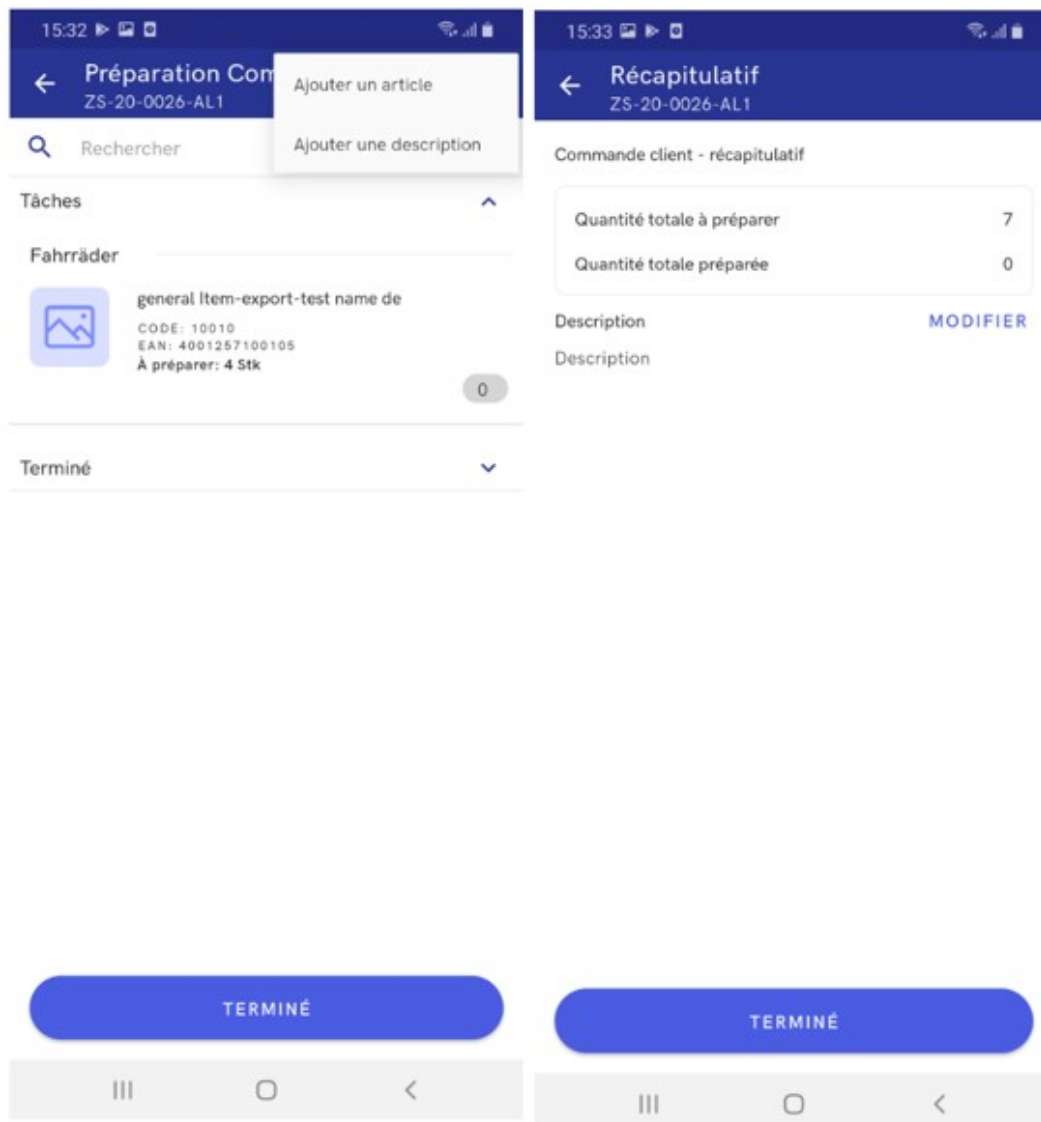 15:32
Préparation Com
ZS-20-0026-AL1
Ajouter un article
Ajouter une description
Rechercher
Tâches
Fahrräder
general Item-export-test name de
CODE: 10010
EAN: 4001257100105
À préparer: 4 Stk
0
Terminé
TERMINÉ
15:33
Récapitulatif
ZS-20-0026-AL1
Commande client - récapitulatif
Quantité totale à préparer 7
Quantité totale préparée 0
Description MODIFIER
Description
TERMINÉ